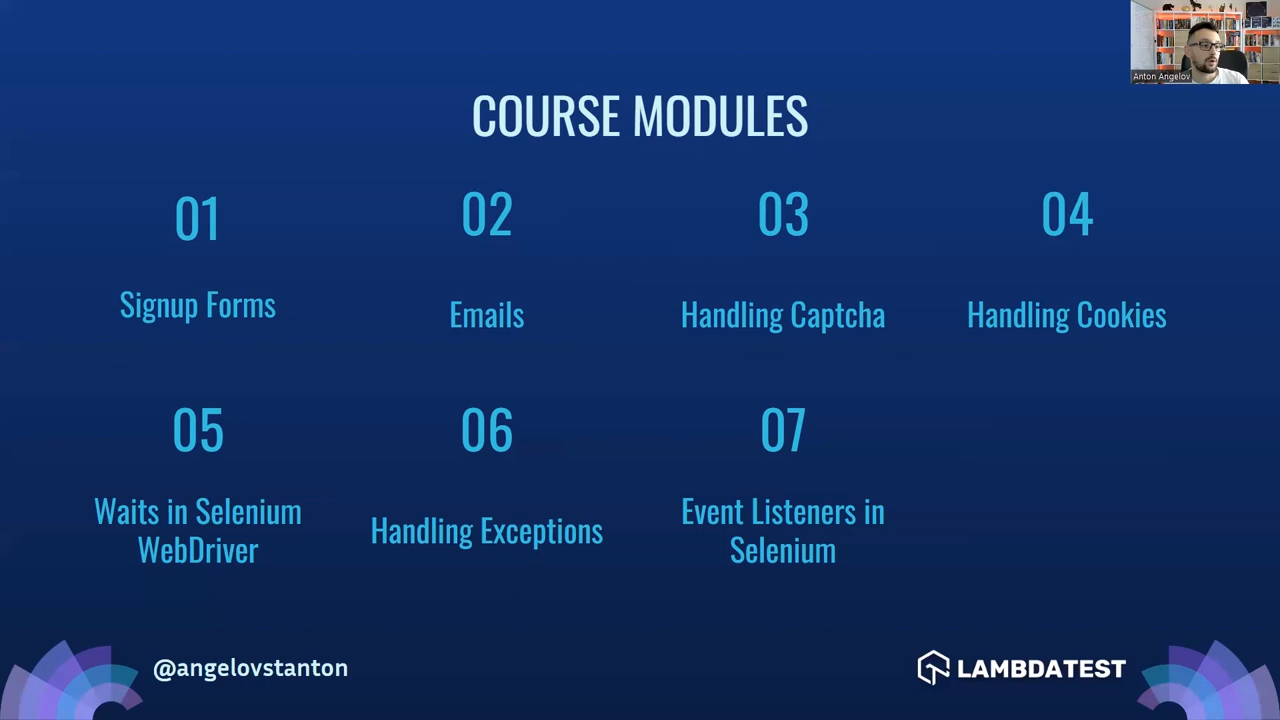 Anton Angelov
COURSE MODULES
01
Signup Forms
02
Emails
03
Handling Captcha
04
Handling Cookies
05
Waits in Selenium
WebDriver
06
Handling Exceptions
07
Event Listeners in
Selenium
@angelovstanton
LAMBDATEST